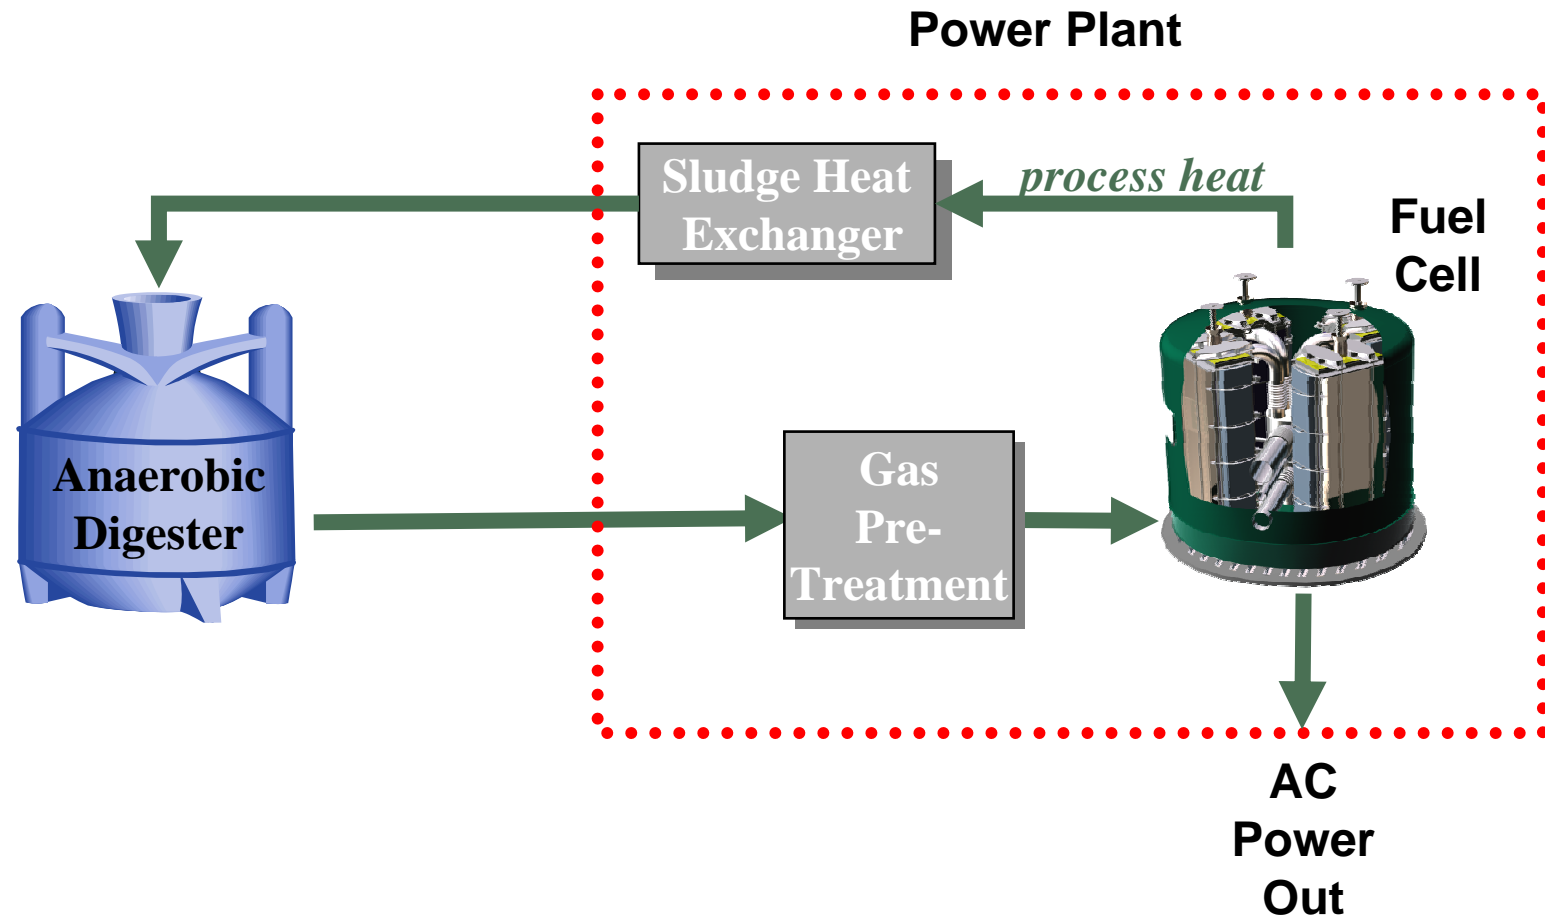 Power Plant
Sludge Heat
Exchanger
process heat
Fuel
Cell
Anaerobic
Digester
Gas
Pre-
Treatment
AC
Power
Out